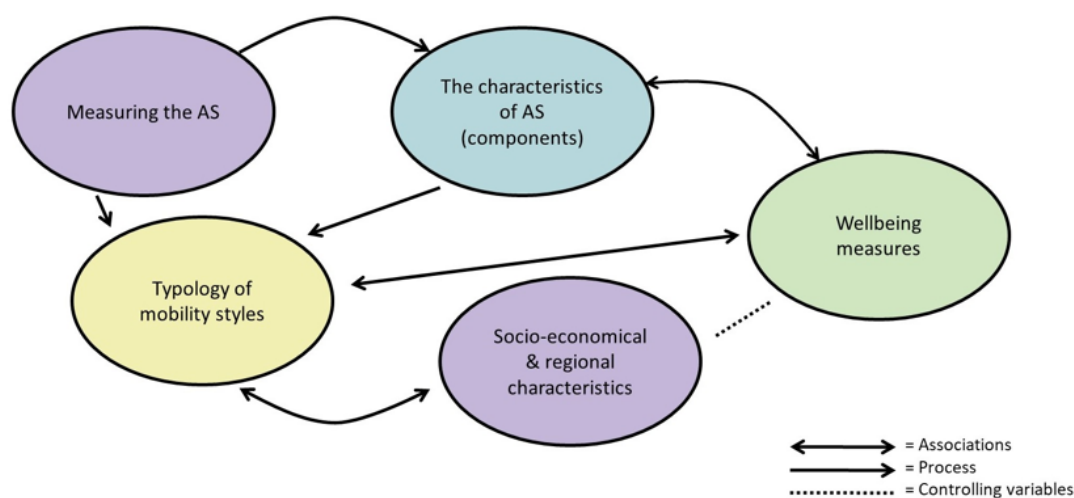 Measuring the AS
The characteristics
of AS
(components)
Wellbeing
measures
Typology of
mobility styles
Socio-economical
& regional
characteristics
= Associations
= Process
= Controlling variables